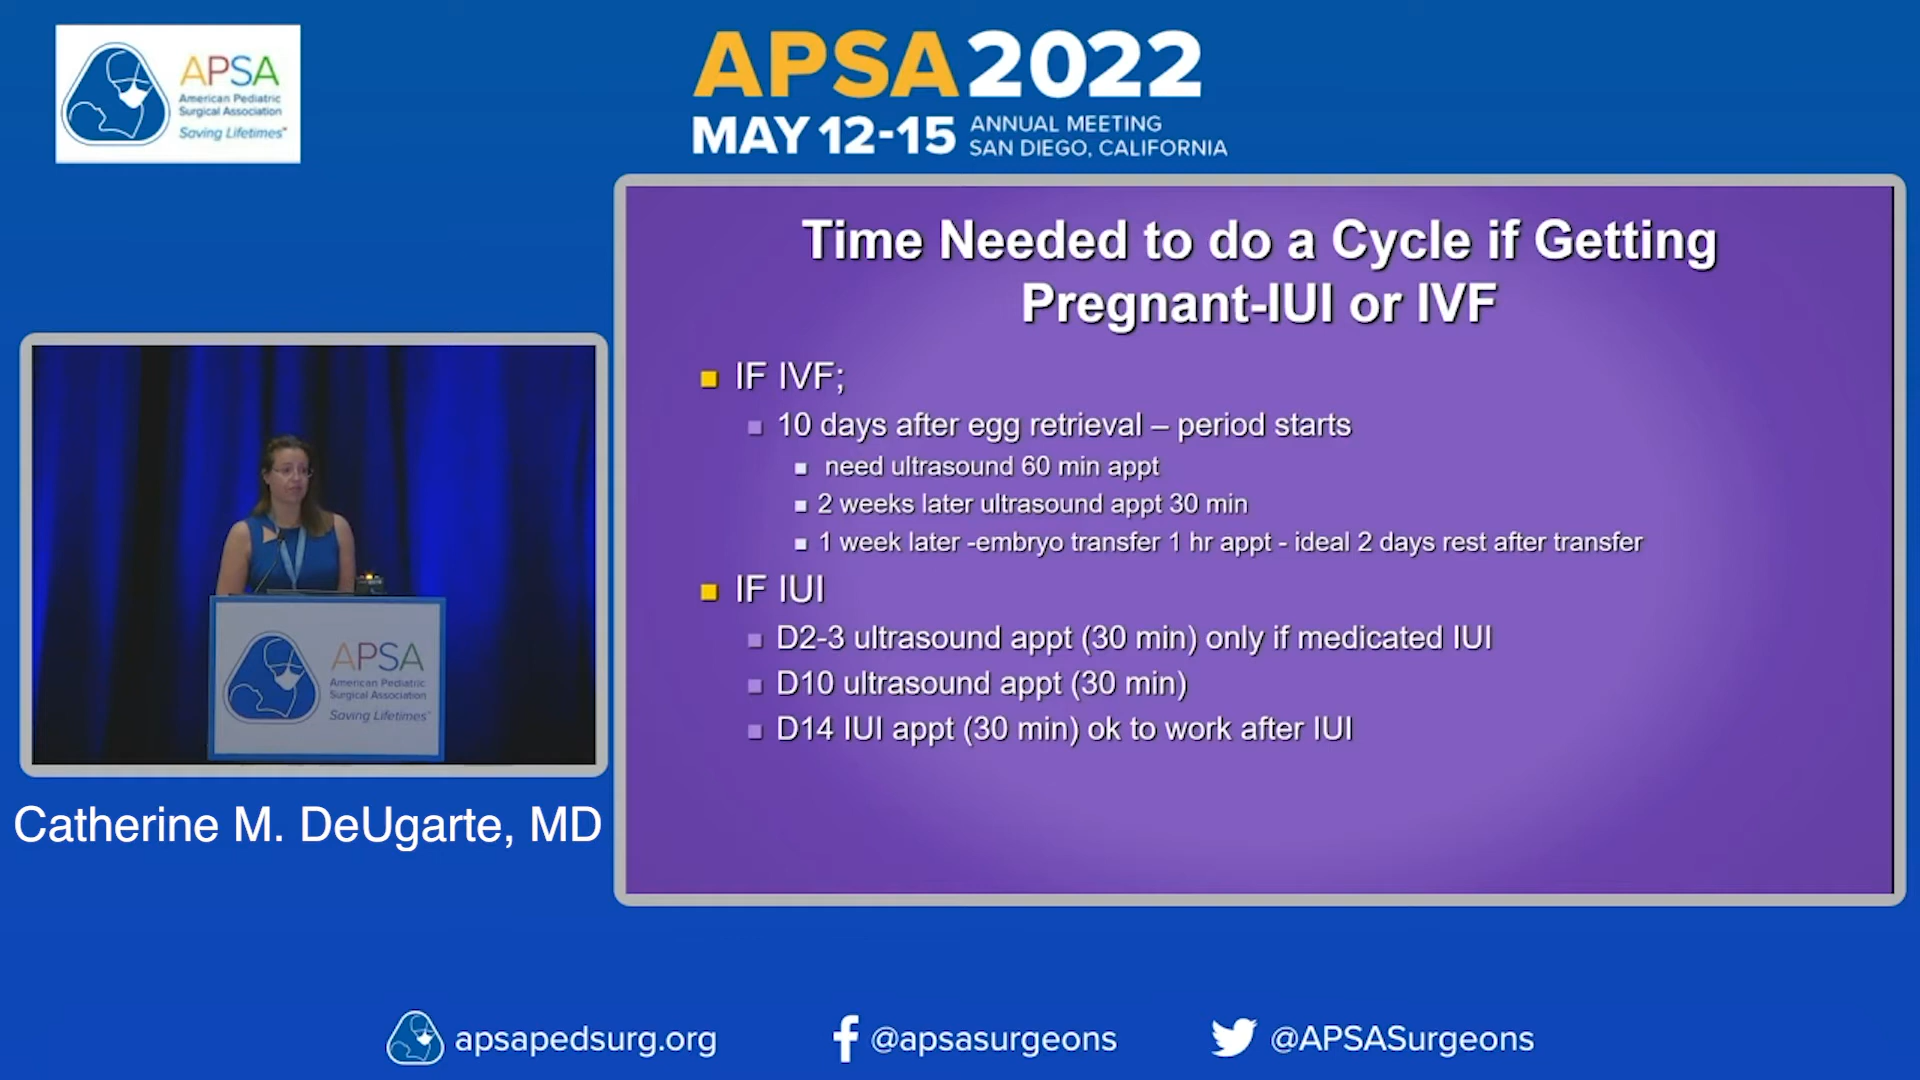 APSA
American Pediatric
Surgical Association
Saving Lifetimes
APSA 2022
MAY 12-15
ANNUAL MEETING
SAN DIEGO, CALIFORNIA
Time Needed to do a Cycle if Getting
Pregnant-IUI or IVF
IF IVF;
10 days after egg retrieval – period starts
need ultrasound 60 min appt
2 weeks later ultrasound appt 30 min
1 week later -embryo transfer 1 hr appt - ideal 2 days rest after transfer
IF IUI
D2-3 ultrasound appt (30 min) only if medicated IUI
D10 ultrasound appt (30 min)
D14 IUI appt (30 min) ok to work after IUI
APSA
American Pediatric
Surgical Association
Saving Lifetimes
Catherine M. DeUgarte, MD
apsapedsurg.org
@apsasurgeons
@APSASurgeons